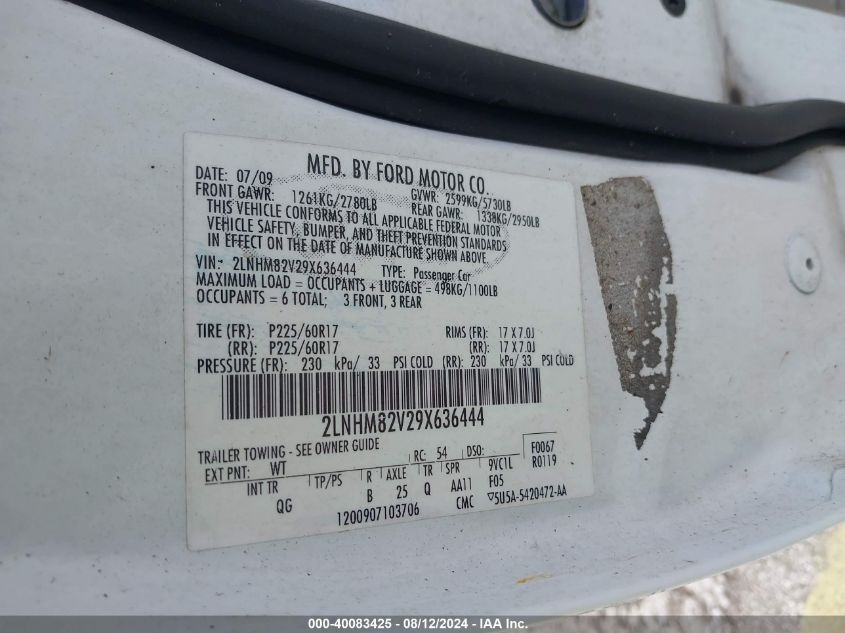 MFD. BY FORD MOTOR CO.
DATE: 07/09 GVWR: 2599KG/5730LB
FRONT GAWR: 1261KG/2780LB REAR GAWR: 1338KG/2950LB
THIS VEHICLE CONFORMS TO ALL APPLICABLE FEDERAL MOTOR
VEHICLE SAFETY, BUMPER, AND THEFT PREVENTION STANDARDS
IN EFFECT ON THE DATE OF MANUFACTURE SHOWN ABOVE.
VIN: 2LNHM82V29X636444 TYPE: Passenger Car
MAXIMUM LOAD = OCCUPANTS + LUGGAGE = 498KG/1100LB
OCCUPANTS = 6 TOTAL; 3 FRONT, 3 REAR
TIRE (FR): P225/60R17 RIMS (FR): 17 X 7.0J
(RR): P225/60R17 (RR): 17 X 7.0J
PRESSURE (FR): 230 kPa/ 33 PSI COLD (RR): 230 kPa/ 33 PSI COLD
2LNHM82V29X636444
TRAILER TOWING - SEE OWNER GUIDE F0067
EXT PNT: WT RC: 54 DSO: R0119
INT TR TP/PS R AXLE TR SPR 9VC1L
QG B 25 Q AA11 F05
1200907103706 CMC ▽5U5A-5420472-AA
000-40083425 - 08/12/2024 - IAA Inc.